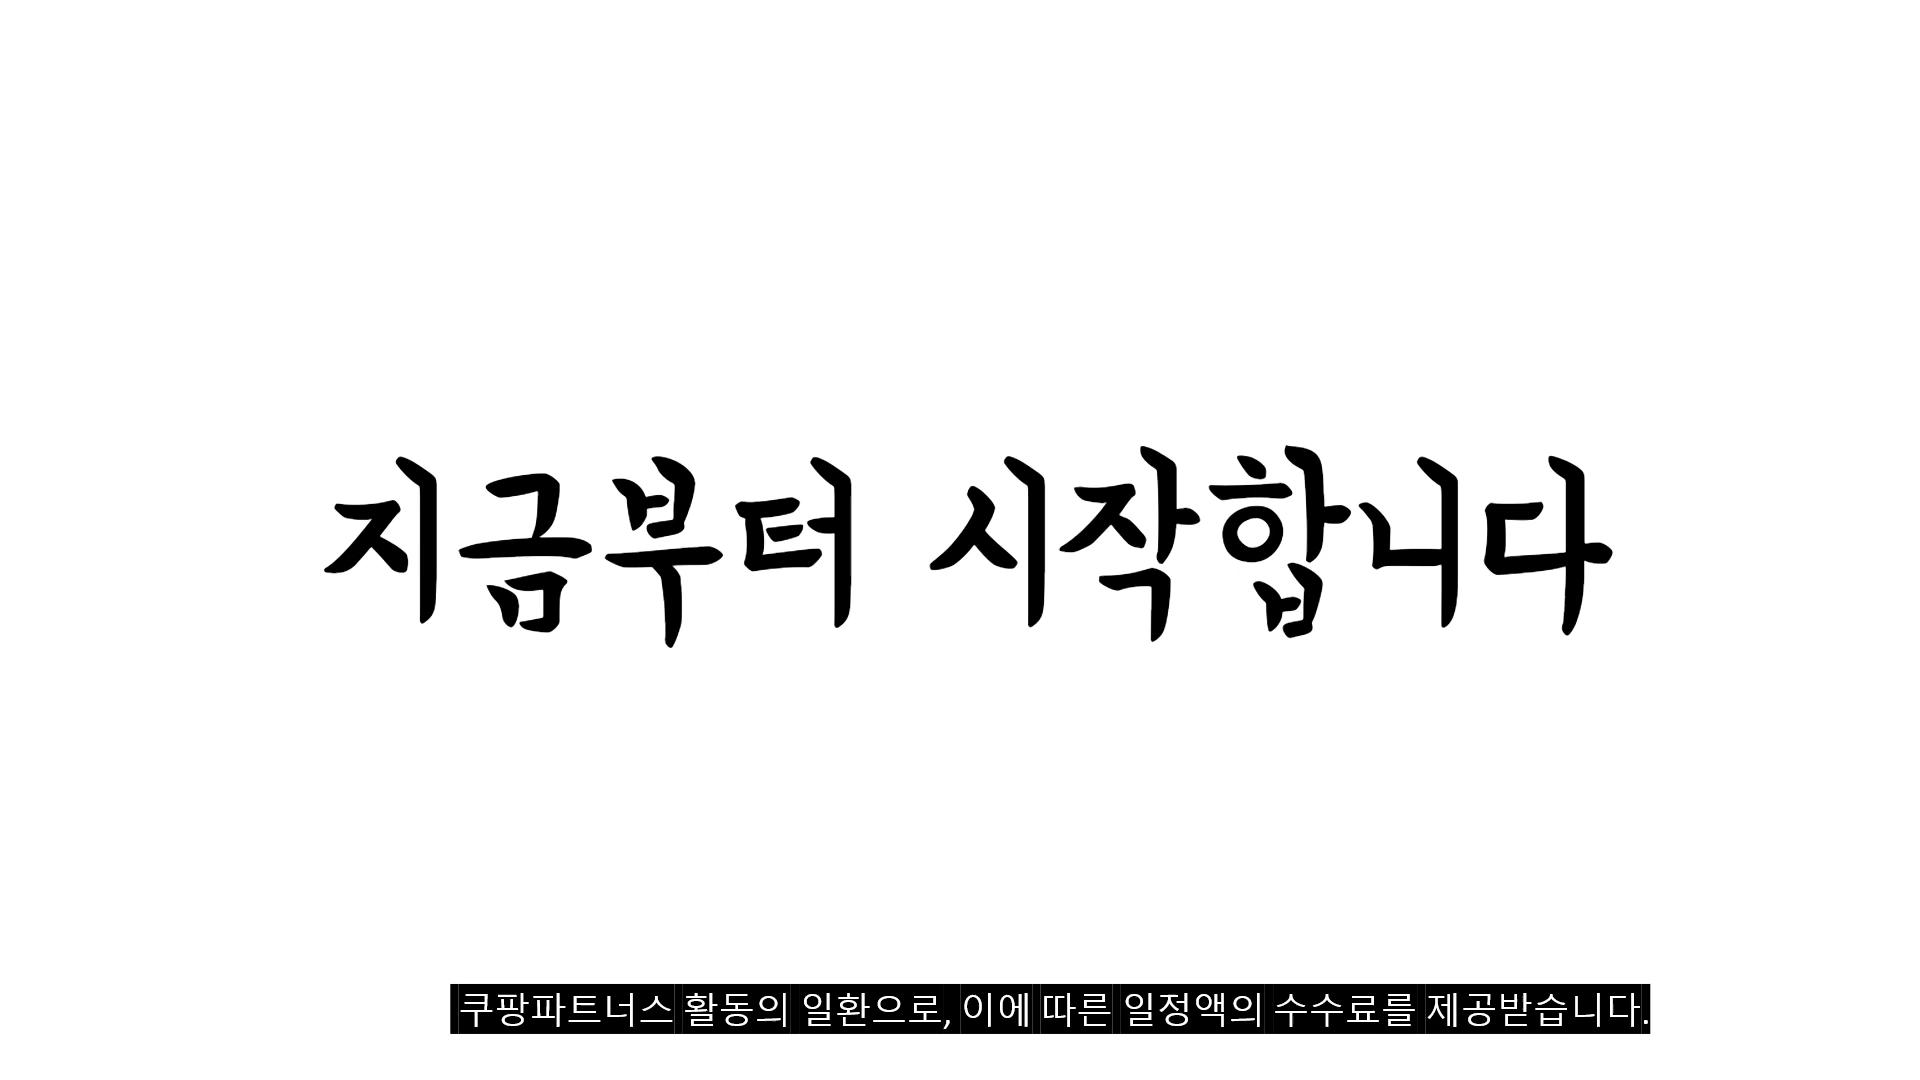 지금부터 시작합니다
쿠팡파트너스 활동의 일환으로, 이에 따른 일정액의 수수료를 제공받습니다.